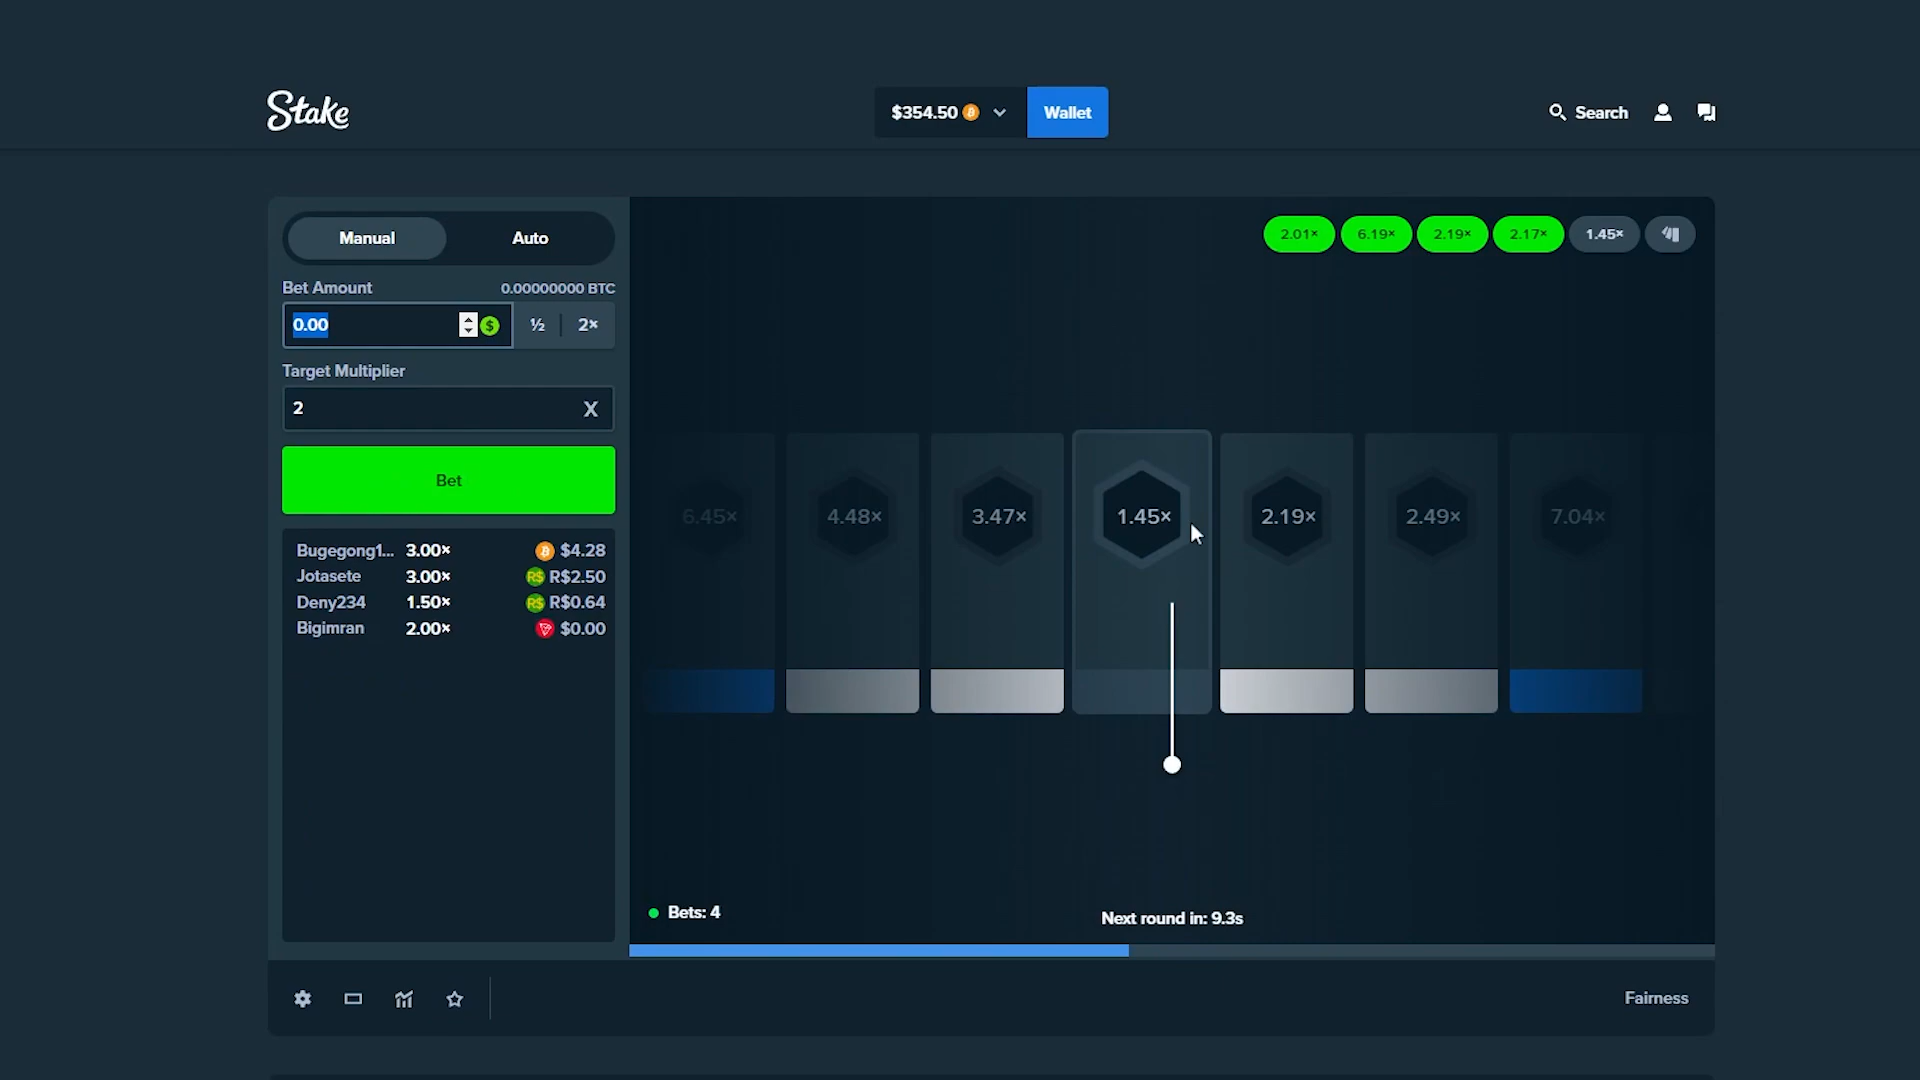 Stake
$354.50
Wallet
Search
Manual
Auto
2.01×
6.19×
2.19×
2.17×
1.45×
Bet Amount
0.00000000 BTC
0.00
$
½
2×
Target Multiplier
2
X
Bet
Bugegong1... 3.00× $4.28
Jotasete 3.00× R$ R$2.50
Deny234 1.50× R$ R$0.64
Bigimran 2.00× $0.00
6.45×
4.48×
3.47×
1.45×
2.19×
2.49×
7.04×
Bets: 4
Next round in: 9.3s
Fairness